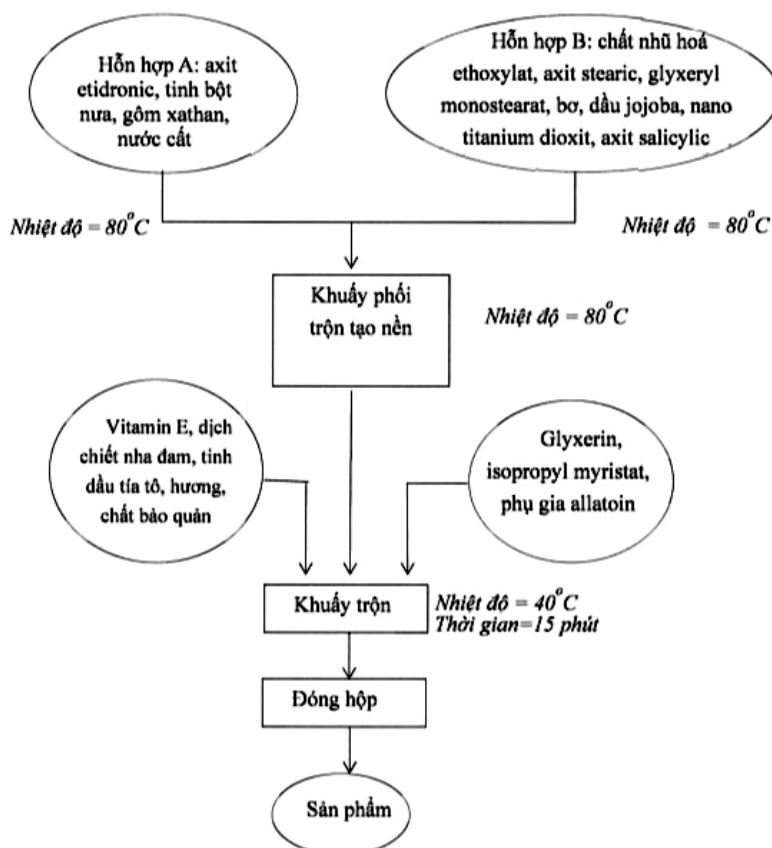 Hỗn hợp A: axit
etidronic, tinh bột
nưa, gôm xathan,
nước cất
Hỗn hợp B: chất nhũ hoá
ethoxylat, axit stearic, glyxeryl
monostearat, bơ, dầu jojoba, nano
titanium dioxit, axit salicylic
Nhiệt độ = 80°C
Nhiệt độ = 80°C
Khuấy phối
trộn tạo nền
Nhiệt độ = 80°C
Vitamin E, dịch
chiết nha đam, tinh
dầu tía tô, hương,
chất bảo quản
Glyxerin,
isopropyl myristat,
phụ gia allatoin
Khuấy trộn
Nhiệt độ = 40°C
Thời gian=15 phút
Đóng hộp
Sản phẩm